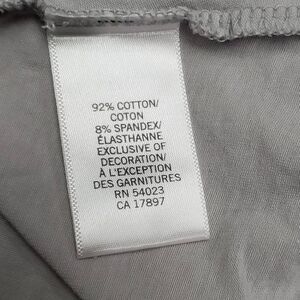 92% COTTON/
COTON
8% SPANDEX/
ÉLASTHANNE
EXCLUSIVE OF
DECORATION/
À L'EXCEPTION
DES GARNITURES
RN 54023
CA 17897